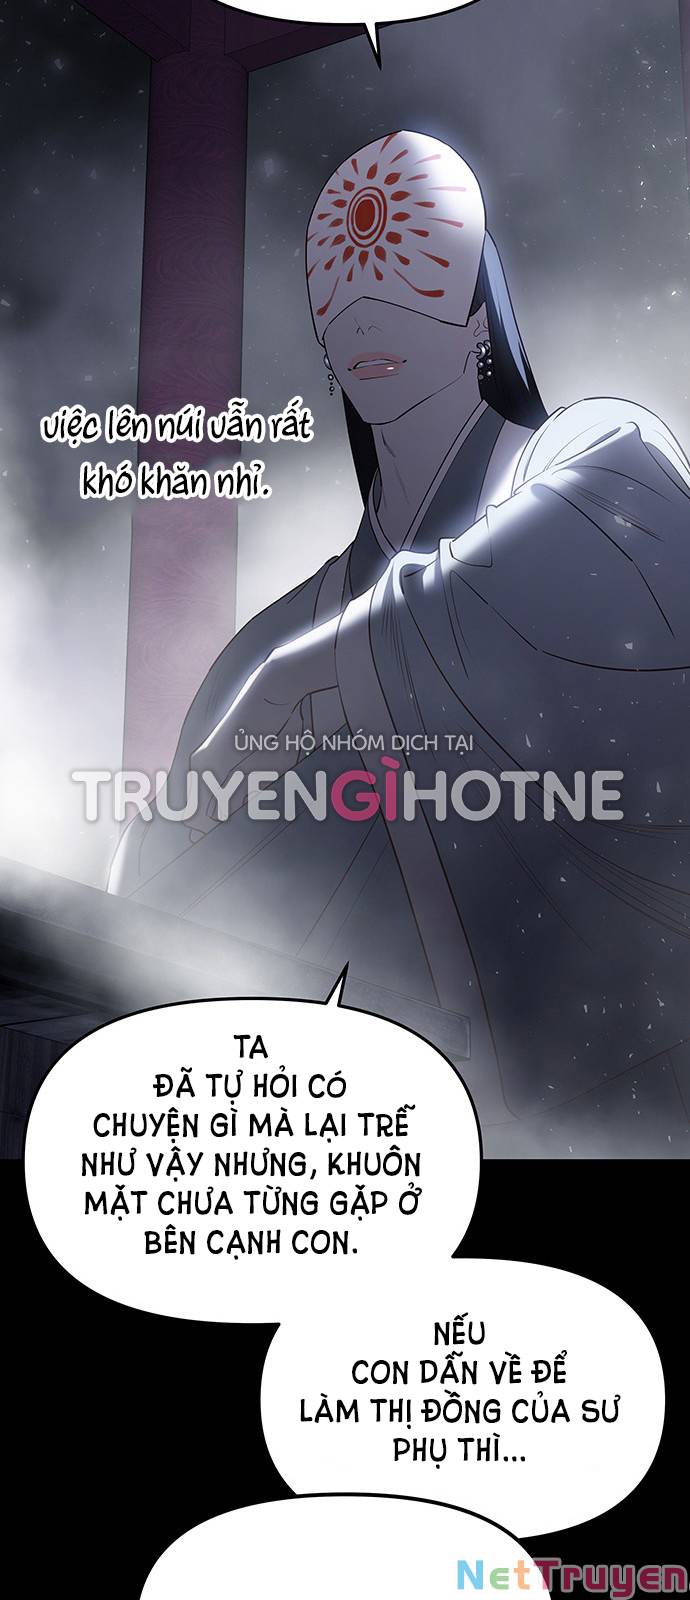 việc lên núi vẫn rất
khó khăn nhỉ.
ỦNG HỘ NHÓM DỊCH TẠI
TRUYENGIHOTNE
TA
ĐÃ TỰ HỎI CÓ
CHUYỆN GÌ MÀ LẠI TRỄ
NHƯ VẬY NHƯNG, KHUÔN
MẶT CHƯA TỪNG GẶP Ở
BÊN CẠNH CON.
NẾU
CON DẪN VỀ ĐỂ
LÀM THỊ ĐỒNG CỦA SƯ
PHỤ THÌ...
NetTruyen